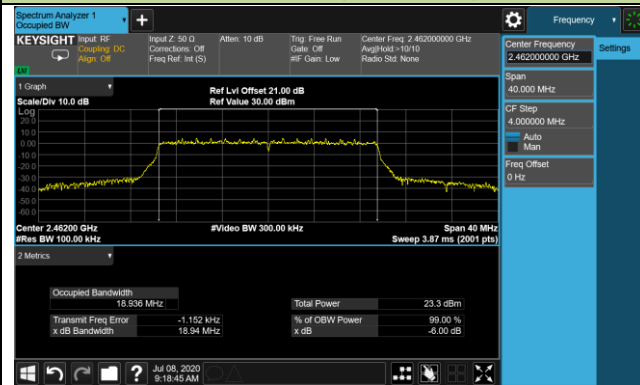 Spectrum Analyzer 1
Occupied BW
Frequency
KEYSIGHT
Input: RF
Coupling: DC
Align: Off
Input Z: 50 Ω
Corrections: Off
Freq Ref: Int (S)
Atten: 10 dB
Trig: Free Run
Gate: Off
#IF Gain: Low
Center Freq: 2.462000000 GHz
Avg|Hold:>10/10
Radio Std: None
Center Frequency
2.462000000 GHz
Settings
Span
40.000 MHz
CF Step
4.000000 MHz
Auto
Man
Freq Offset
0 Hz
1 Graph
Scale/Div 10.0 dB
Ref Lvl Offset 21.00 dB
Ref Value 30.00 dBm
Log
20.0
10.0
0.00
-10.0
-20.0
-30.0
-40.0
-50.0
-60.0
Center 2.46200 GHz
#Res BW 100.00 kHz
#Video BW 300.00 kHz
Span 40 MHz
Sweep 3.87 ms (2001 pts)
2 Metrics
Occupied Bandwidth
18.936 MHz
Total Power 23.3 dBm
Transmit Freq Error -1.152 kHz
% of OBW Power 99.00 %
x dB Bandwidth 18.94 MHz
x dB -6.00 dB
?
Jul 08, 2020
9:18:45 AM